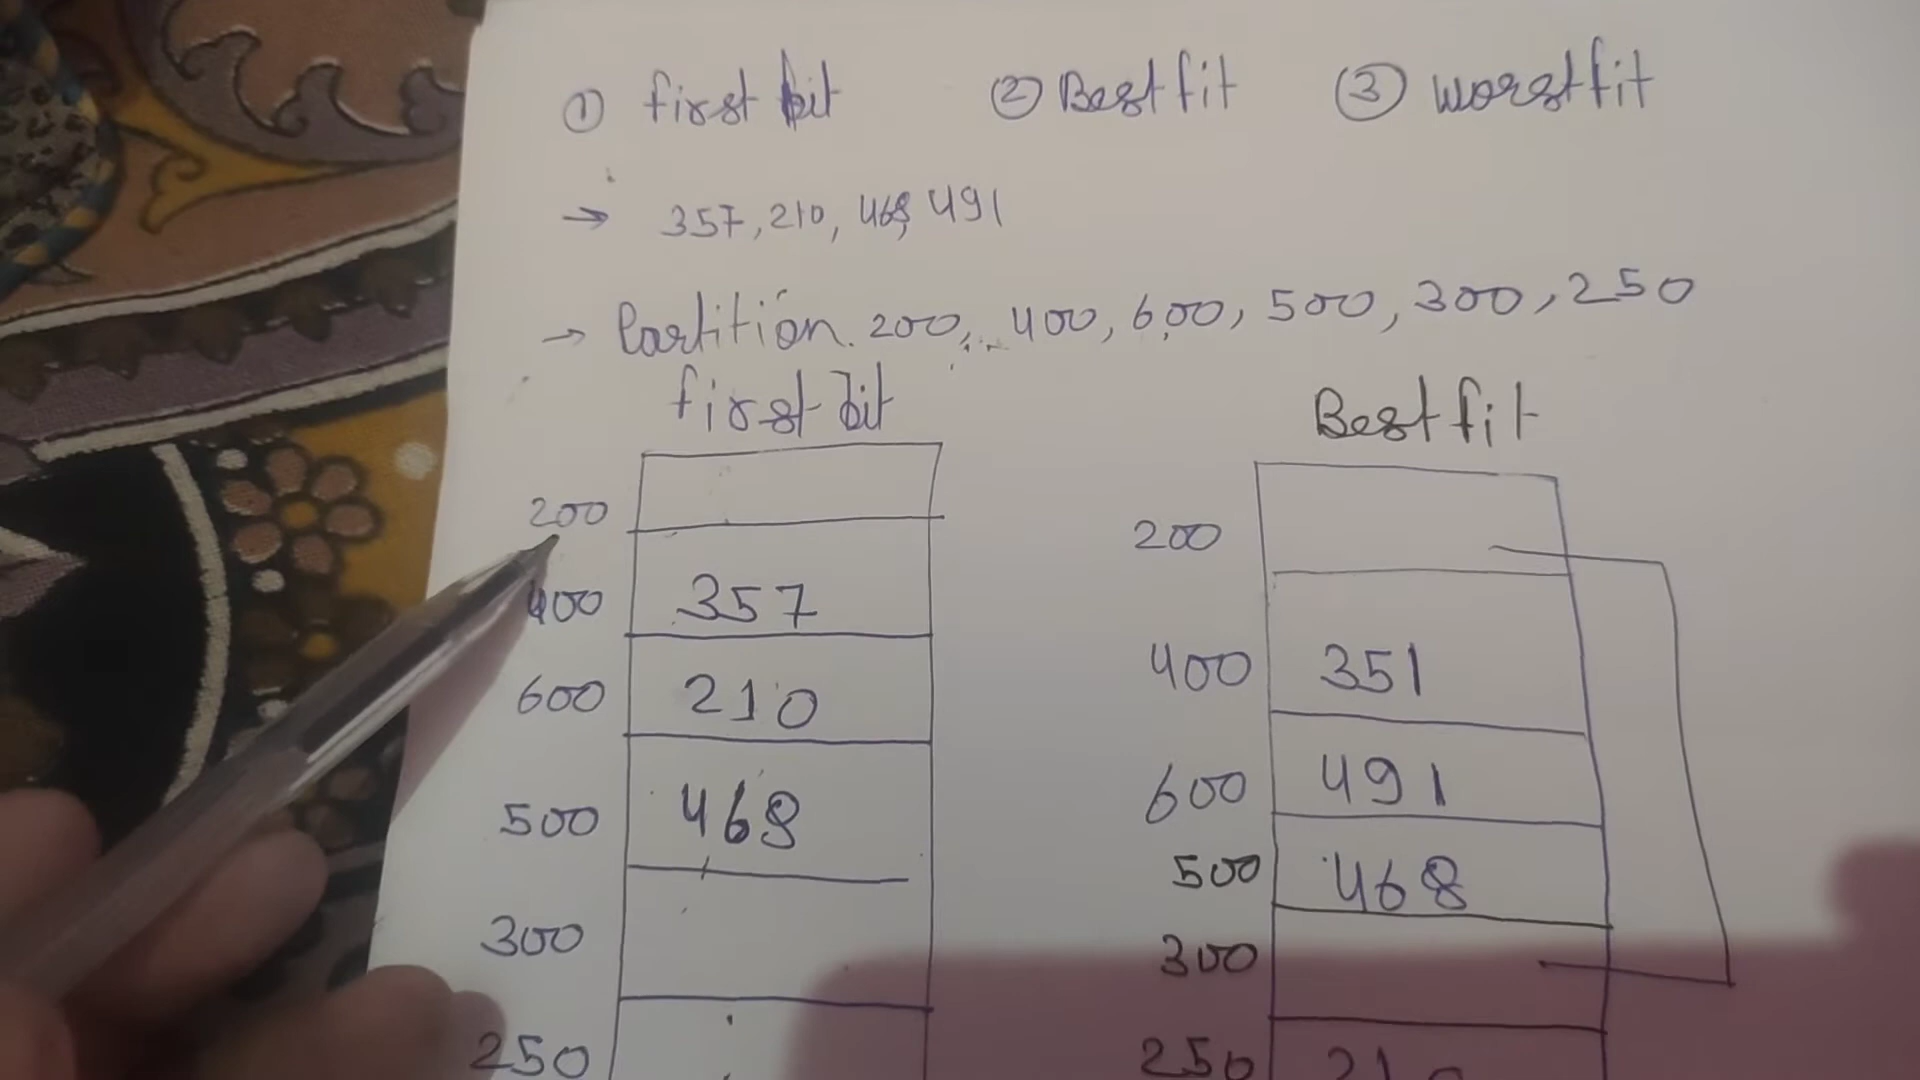 ① first fit ② Best fit ③ worst fit
→ 357, 210, 468, 491
→ Partition. 200, 400, 600, 500, 300, 250
first fit
200
400 357
600 210
500 468
300
250
Best fit
200
400 351
600 491
500 468
300
250 210